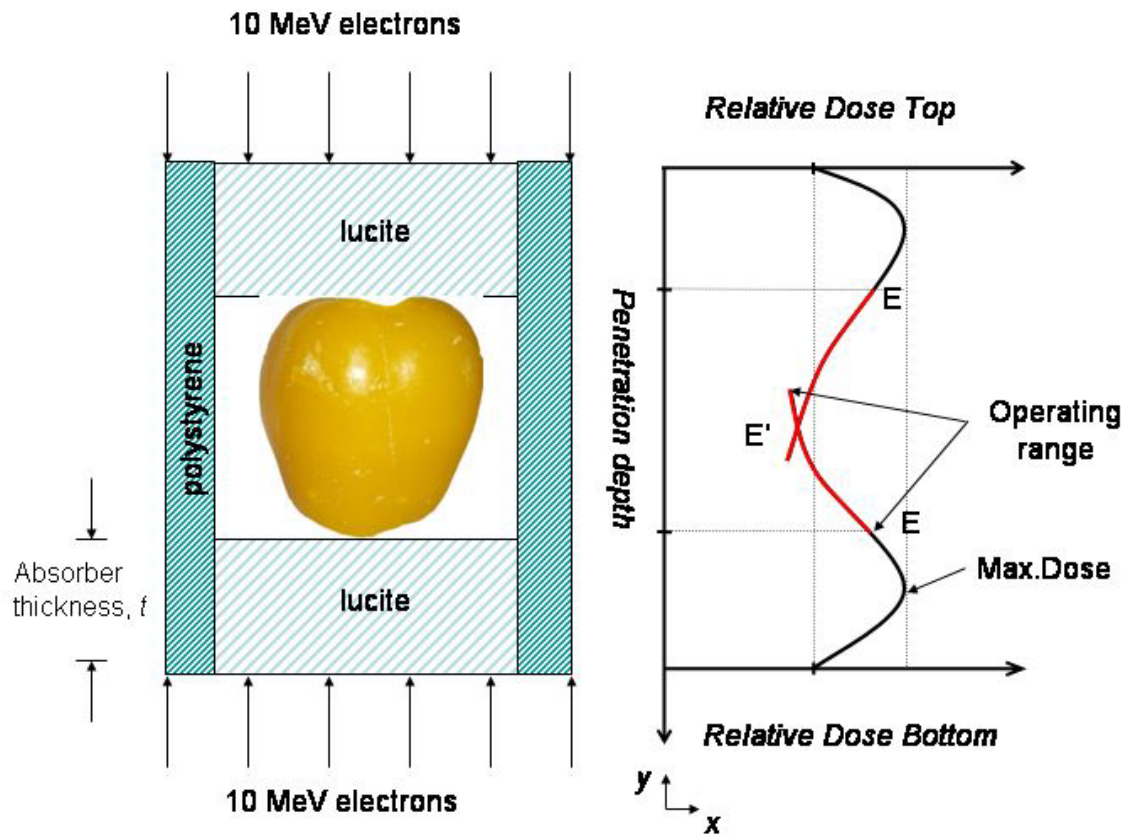 10 MeV electrons
Relative Dose Top
lucite
polystyrene
Penetration depth
E
E'
Operating
range
E
Absorber
thickness, t
lucite
Max.Dose
Relative Dose Bottom
10 MeV electrons
y
x